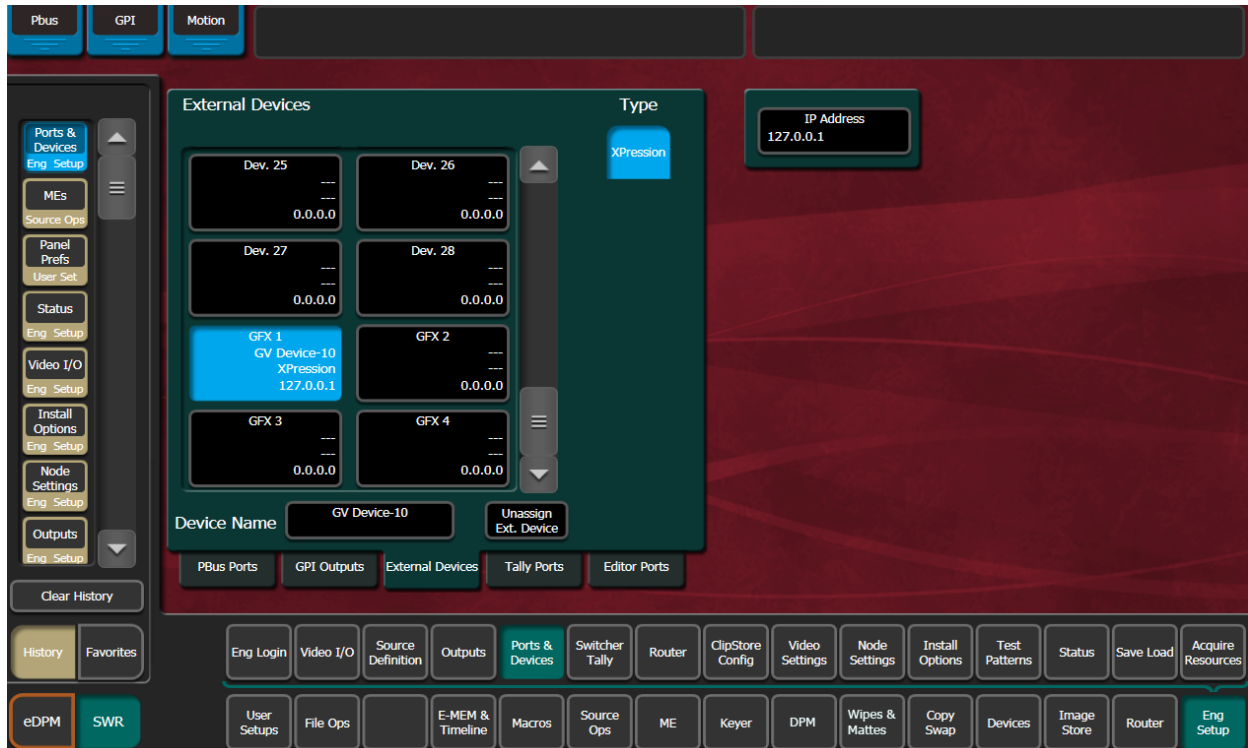 Pbus
GPI
Motion
Ports &
Devices
Eng Setup
MEs
Source Ops
Panel
Prefs
User Set
Status
Eng Setup
Video I/O
Eng Setup
Install
Options
Eng Setup
Node
Settings
Eng Setup
Outputs
Eng Setup
Clear History
History
Favorites
eDPM
SWR
External Devices
Type
XPression
Dev. 25
---
---
0.0.0.0
Dev. 26
---
---
0.0.0.0
Dev. 27
---
---
0.0.0.0
Dev. 28
---
---
0.0.0.0
GFX 1
GV Device-10
XPression
127.0.0.1
GFX 2
---
---
0.0.0.0
GFX 3
---
---
0.0.0.0
GFX 4
---
---
0.0.0.0
Device Name
GV Device-10
Unassign
Ext. Device
PBus Ports
GPI Outputs
External Devices
Tally Ports
Editor Ports
IP Address
127.0.0.1
Eng Login
Video I/O
Source
Definition
Outputs
Ports &
Devices
Switcher
Tally
Router
ClipStore
Config
Video
Settings
Node
Settings
Install
Options
Test
Patterns
Status
Save Load
Acquire
Resources
User
Setups
File Ops
E-MEM &
Timeline
Macros
Source
Ops
ME
Keyer
DPM
Wipes &
Mattes
Copy
Swap
Devices
Image
Store
Router
Eng
Setup